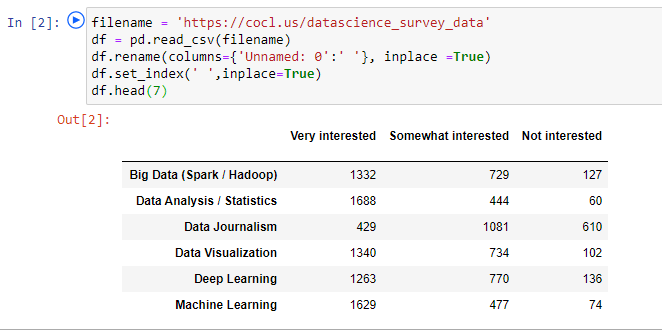 In [2]: filename = 'https://cocl.us/datascience_survey_data'
df = pd.read_csv(filename)
df.rename(columns={'Unnamed: 0':' '}, inplace =True)
df.set_index(' ',inplace=True)
df.head(7)
Out[2]:
Very interested Somewhat interested Not interested
Big Data (Spark / Hadoop) 1332 729 127
Data Analysis / Statistics 1688 444 60
Data Journalism 429 1081 610
Data Visualization 1340 734 102
Deep Learning 1263 770 136
Machine Learning 1629 477 74